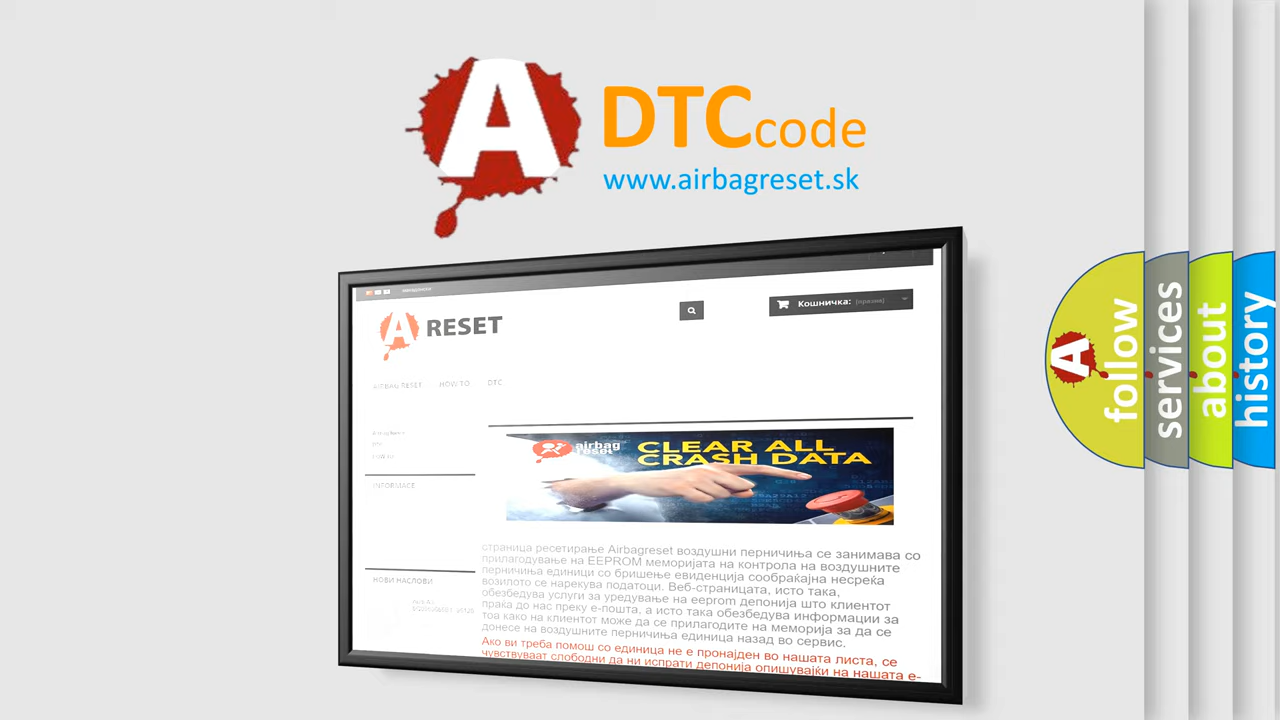 A
DTCcode
www.airbagreset.sk
A RESET
Кошничка: (празна)
AIRBAG RESET HOW TO DTC
INFORMACE
НОВИ НАСЛОВИ
airbag
reset
CLEAR ALL
CRASH DATA
страница ресетирање Airbagreset воздушни перничиња се занимава со
прилагодување на EEPROM меморијата на контрола на воздушните
перничиња единици со бришење евиденција сообраќајна несреќа
возилото се нарекува податоци. Веб-страницата, исто така,
обезбедува услуги за уредување на eeprom депонија што клиентот
праќа до нас преку е-пошта, а исто така обезбедува информации за
тоа како на клиентот може да се прилагодите на меморија за да се
донесе на воздушните перничиња единица назад во сервис.
Ако ви треба помош со единица не е пронајден во нашата листа, се
чувствуваат слободни да ни испрати депонија опишувајќи на нашата е-
A
follow
services
about
history